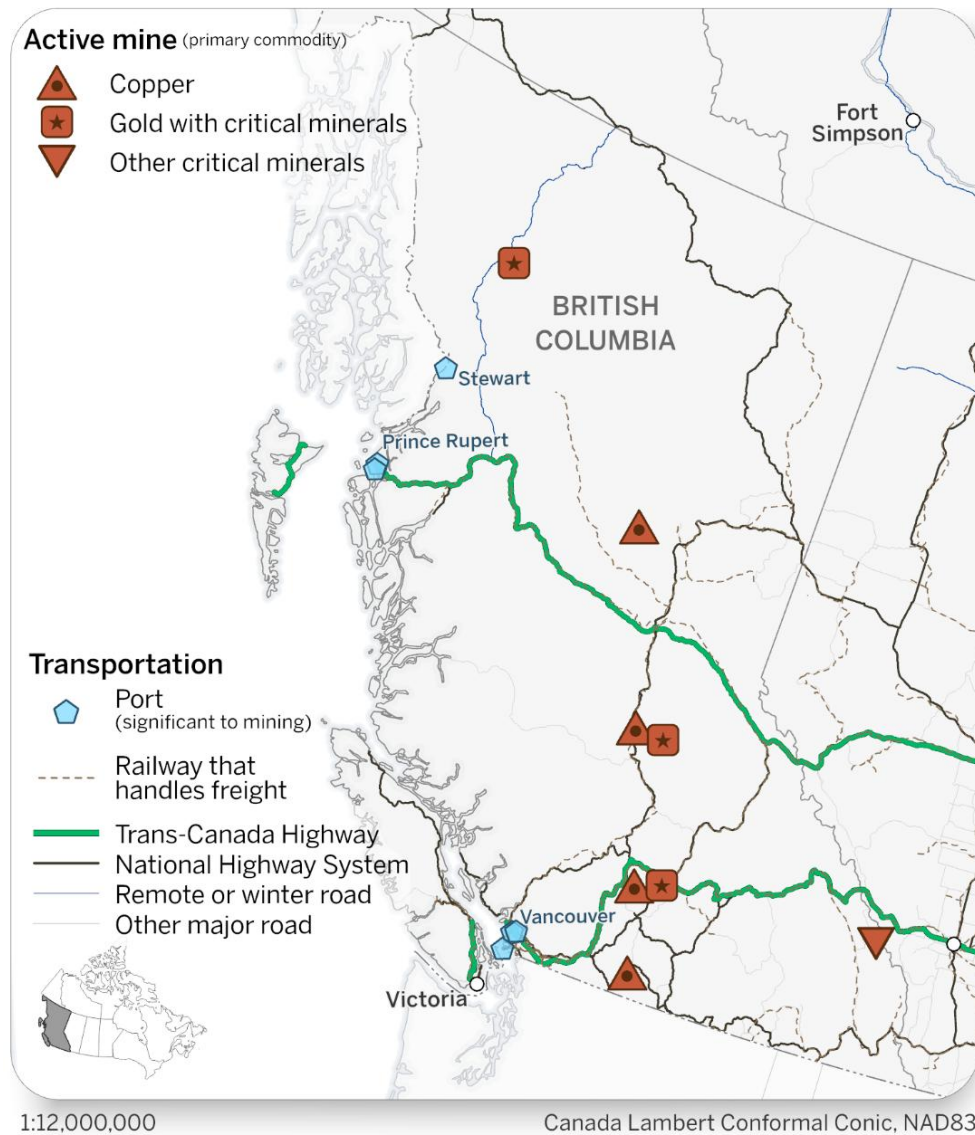 Active mine (primary commodity)
Copper
Gold with critical minerals
Other critical minerals
Fort
Simpson
BRITISH
COLUMBIA
Stewart
Prince Rupert
Transportation
Port
(significant to mining)
Railway that
handles freight
Trans-Canada Highway
National Highway System
Remote or winter road
Other major road
Vancouver
Victoria
1:12,000,000
Canada Lambert Conformal Conic, NAD83